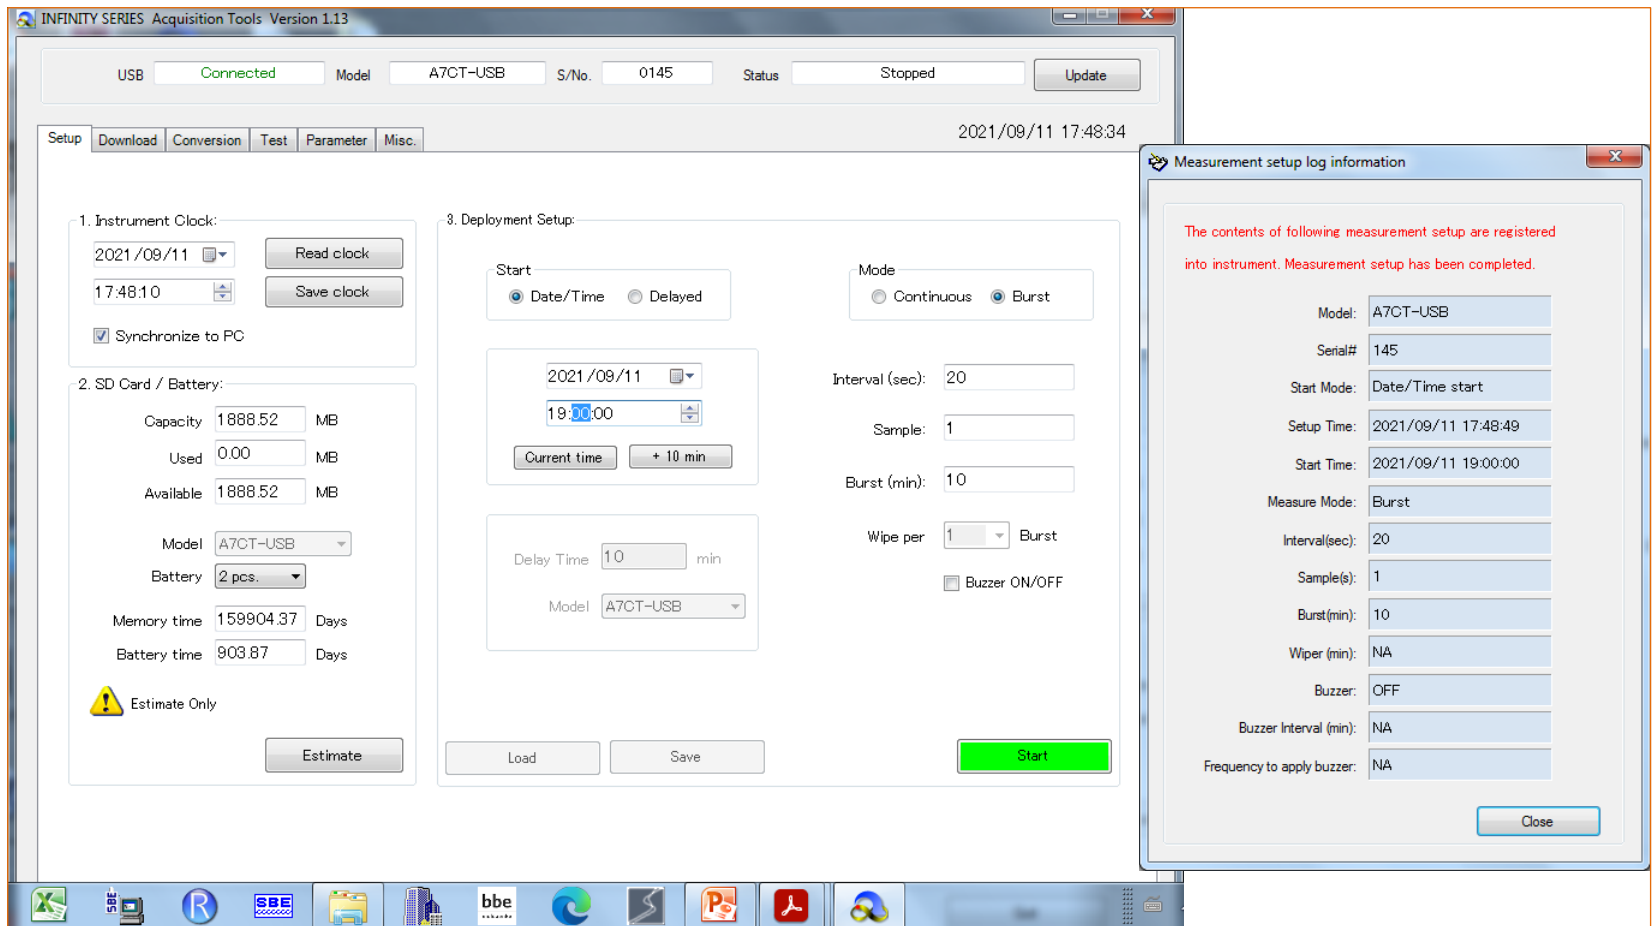 INFINITY SERIES Acquisition Tools Version 1.13
USB Connected Model A7CT-USB S/No. 0145 Status Stopped Update
Setup Download Conversion Test Parameter Misc.
2021/09/11 17:48:34
1. Instrument Clock:
2021/09/11 Read clock
17:48:10 Save clock
Synchronize to PC
2. SD Card / Battery:
Capacity 1888.52 MB
Used 0.00 MB
Available 1888.52 MB
Model A7CT-USB
Battery 2 pcs.
Memory time 159904.37 Days
Battery time 903.87 Days
Estimate Only
Estimate
3. Deployment Setup:
Start
Date/Time Delayed
2021/09/11
19:00:00
Current time + 10 min
Delay Time 10 min
Model A7CT-USB
Mode
Continuous Burst
Interval (sec): 20
Sample: 1
Burst (min): 10
Wipe per 1 Burst
Buzzer ON/OFF
Load Save Start
Measurement setup log information
The contents of following measurement setup are registered
into instrument. Measurement setup has been completed.
Model: A7CT-USB
Serial# 145
Start Mode: Date/Time start
Setup Time: 2021/09/11 17:48:49
Start Time: 2021/09/11 19:00:00
Measure Mode: Burst
Interval(sec): 20
Sample(s): 1
Burst(min): 10
Wiper (min): NA
Buzzer: OFF
Buzzer Interval (min): NA
Frequency to apply buzzer: NA
Close
SBE
R
SBE
bbe